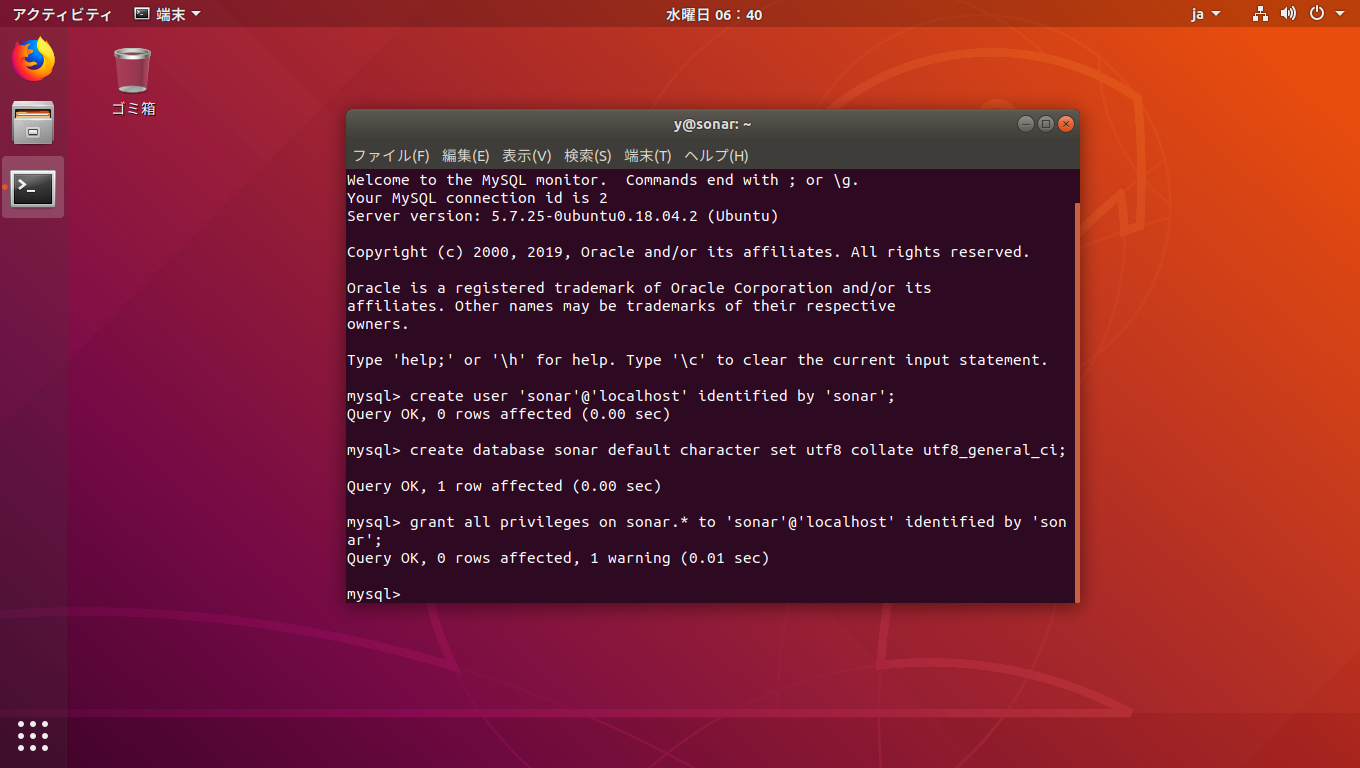 アクティビティ 端末 水曜日 06：40 ja
ゴミ箱
y@sonar: ~
ファイル(F) 編集(E) 表示(V) 検索(S) 端末(T) ヘルプ(H)
Welcome to the MySQL monitor.  Commands end with ; or \g.
Your MySQL connection id is 2
Server version: 5.7.25-0ubuntu0.18.04.2 (Ubuntu)
Copyright (c) 2000, 2019, Oracle and/or its affiliates. All rights reserved.
Oracle is a registered trademark of Oracle Corporation and/or its
affiliates. Other names may be trademarks of their respective
owners.
Type 'help;' or '\h' for help. Type '\c' to clear the current input statement.
mysql> create user 'sonar'@'localhost' identified by 'sonar';
Query OK, 0 rows affected (0.00 sec)
mysql> create database sonar default character set utf8 collate utf8_general_ci;
Query OK, 1 row affected (0.00 sec)
mysql> grant all privileges on sonar.* to 'sonar'@'localhost' identified by 'son
ar';
Query OK, 0 rows affected, 1 warning (0.01 sec)
mysql>